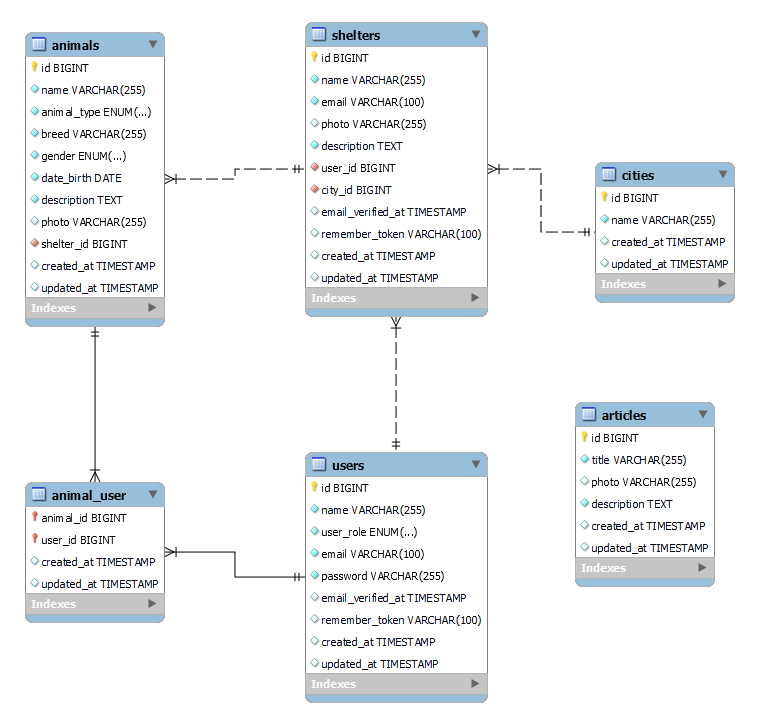 animals
id BIGINT
name VARCHAR(255)
animal_type ENUM(...)
breed VARCHAR(255)
gender ENUM(...)
date_birth DATE
description TEXT
photo VARCHAR(255)
shelter_id BIGINT
created_at TIMESTAMP
updated_at TIMESTAMP
Indexes
shelters
id BIGINT
name VARCHAR(255)
email VARCHAR(100)
photo VARCHAR(255)
description TEXT
user_id BIGINT
city_id BIGINT
email_verified_at TIMESTAMP
remember_token VARCHAR(100)
created_at TIMESTAMP
updated_at TIMESTAMP
Indexes
cities
id BIGINT
name VARCHAR(255)
created_at TIMESTAMP
updated_at TIMESTAMP
Indexes
animal_user
animal_id BIGINT
user_id BIGINT
created_at TIMESTAMP
updated_at TIMESTAMP
Indexes
users
id BIGINT
name VARCHAR(255)
user_role ENUM(...)
email VARCHAR(100)
password VARCHAR(255)
email_verified_at TIMESTAMP
remember_token VARCHAR(100)
created_at TIMESTAMP
updated_at TIMESTAMP
Indexes
articles
id BIGINT
title VARCHAR(255)
photo VARCHAR(255)
description TEXT
created_at TIMESTAMP
updated_at TIMESTAMP
Indexes